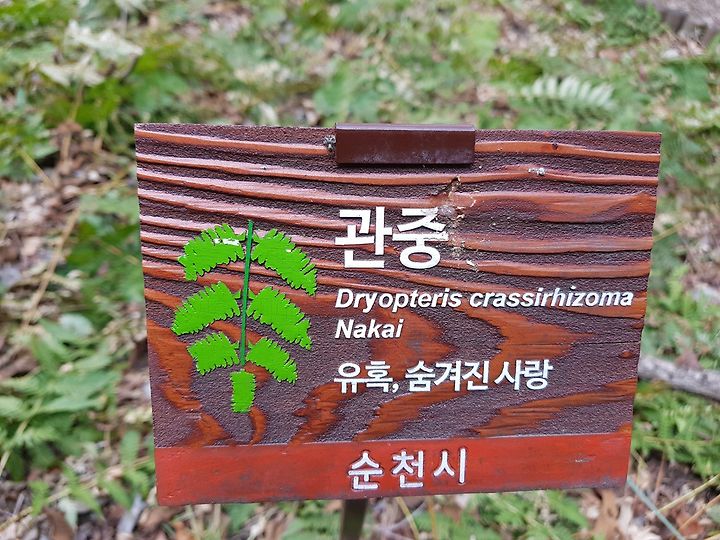 관중
Dryopteris crassirhizoma
Nakai
유혹, 숨겨진 사랑
순천시